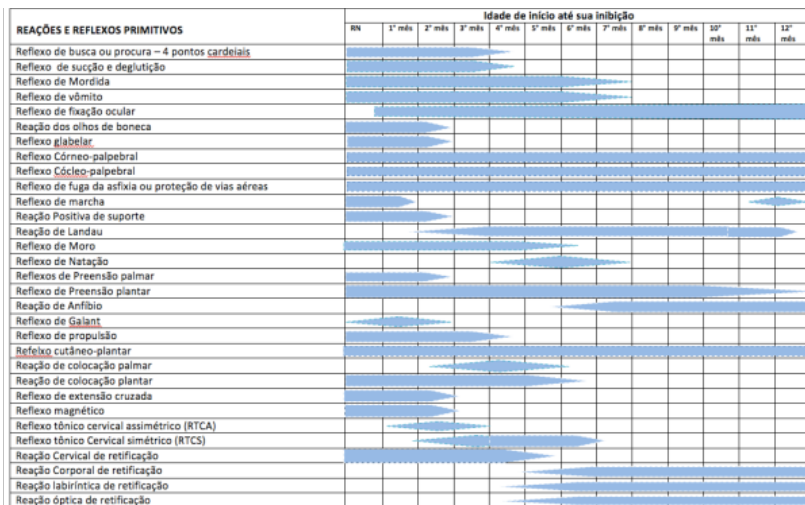 Idade de início até sua inibição
REAÇÕES E REFLEXOS PRIMITIVOS
RN 1° mês 2° mês 3° mês 4° mês 5° mês 6° mês 7° mês 8° mês 9° mês 10° mês 11° mês 12° mês
Reflexo de busca ou procura – 4 pontos cardeiais
Reflexo de sucção e deglutição
Reflexo de Mordida
Reflexo de vômito
Reflexo de fixação ocular
Reação dos olhos de boneca
Reflexo glabelar
Reflexo Córneo-palpebral
Reflexo Cócleo-palpebral
Reflexo de fuga da asfixia ou proteção de vias aéreas
Reflexo de marcha
Reação Positiva de suporte
Reação de Landau
Reflexo de Moro
Reflexo de Natação
Reflexos de Preensão palmar
Reflexo de Preensão plantar
Reação de Anfíbio
Reflexo de Galant
Reflexo de propulsão
Refelxo cutâneo-plantar
Reação de colocação palmar
Reação de colocação plantar
Reflexo de extensão cruzada
Reflexo magnético
Reflexo tônico cervical assimétrico (RTCA)
Reflexo tônico Cervical simétrico (RTCS)
Reação Cervical de retificação
Reação Corporal de retificação
Reação labiríntica de retificação
Reação óptica de retificação